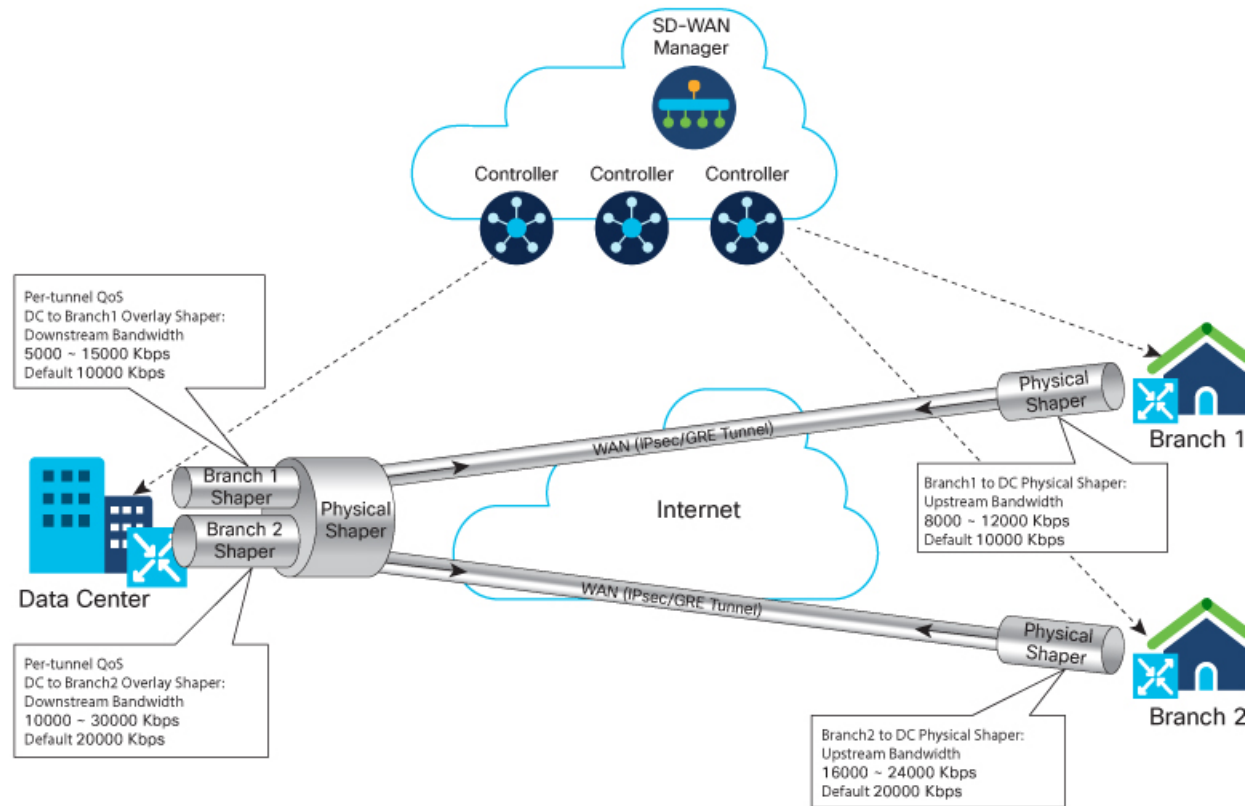 SD-WAN
Manager
Controller
Controller
Controller
Per-tunnel QoS
DC to Branch1 Overlay Shaper:
Downstream Bandwidth
5000 ~ 15000 Kbps
Default 10000 Kbps
Physical
Shaper
Branch 1
WAN (IPsec/GRE Tunnel)
Branch 1
Shaper
Branch 2
Shaper
Physical
Shaper
Internet
Branch1 to DC Physical Shaper:
Upstream Bandwidth
8000 ~ 12000 Kbps
Default 10000 Kbps
Data Center
WAN (IPsec/GRE Tunnel)
Physical
Shaper
Branch 2
Per-tunnel QoS
DC to Branch2 Overlay Shaper:
Downstream Bandwidth
10000 ~ 30000 Kbps
Default 20000 Kbps
Branch2 to DC Physical Shaper:
Upstream Bandwidth
16000 ~ 24000 Kbps
Default 20000 Kbps